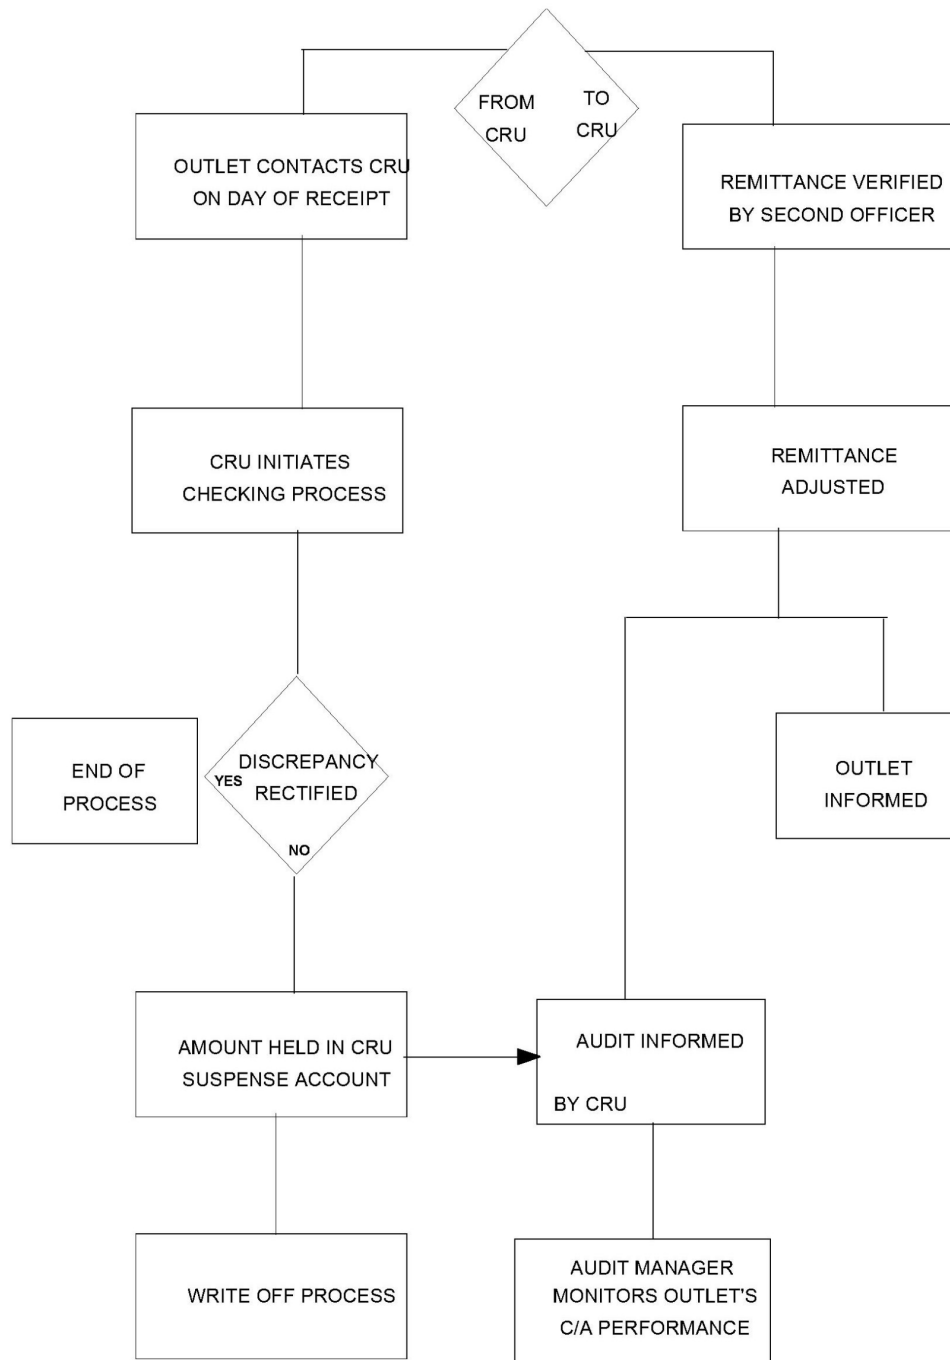 FROM
CRU
TO
CRU
OUTLET CONTACTS CRU
ON DAY OF RECEIPT
REMITTANCE VERIFIED
BY SECOND OFFICER
CRU INITIATES
CHECKING PROCESS
REMITTANCE
ADJUSTED
END OF
PROCESS
DISCREPANCY
YES
RECTIFIED
NO
OUTLET
INFORMED
AMOUNT HELD IN CRU
SUSPENSE ACCOUNT
AUDIT INFORMED
BY CRU
WRITE OFF PROCESS
AUDIT MANAGER
MONITORS OUTLET'S
C/A PERFORMANCE